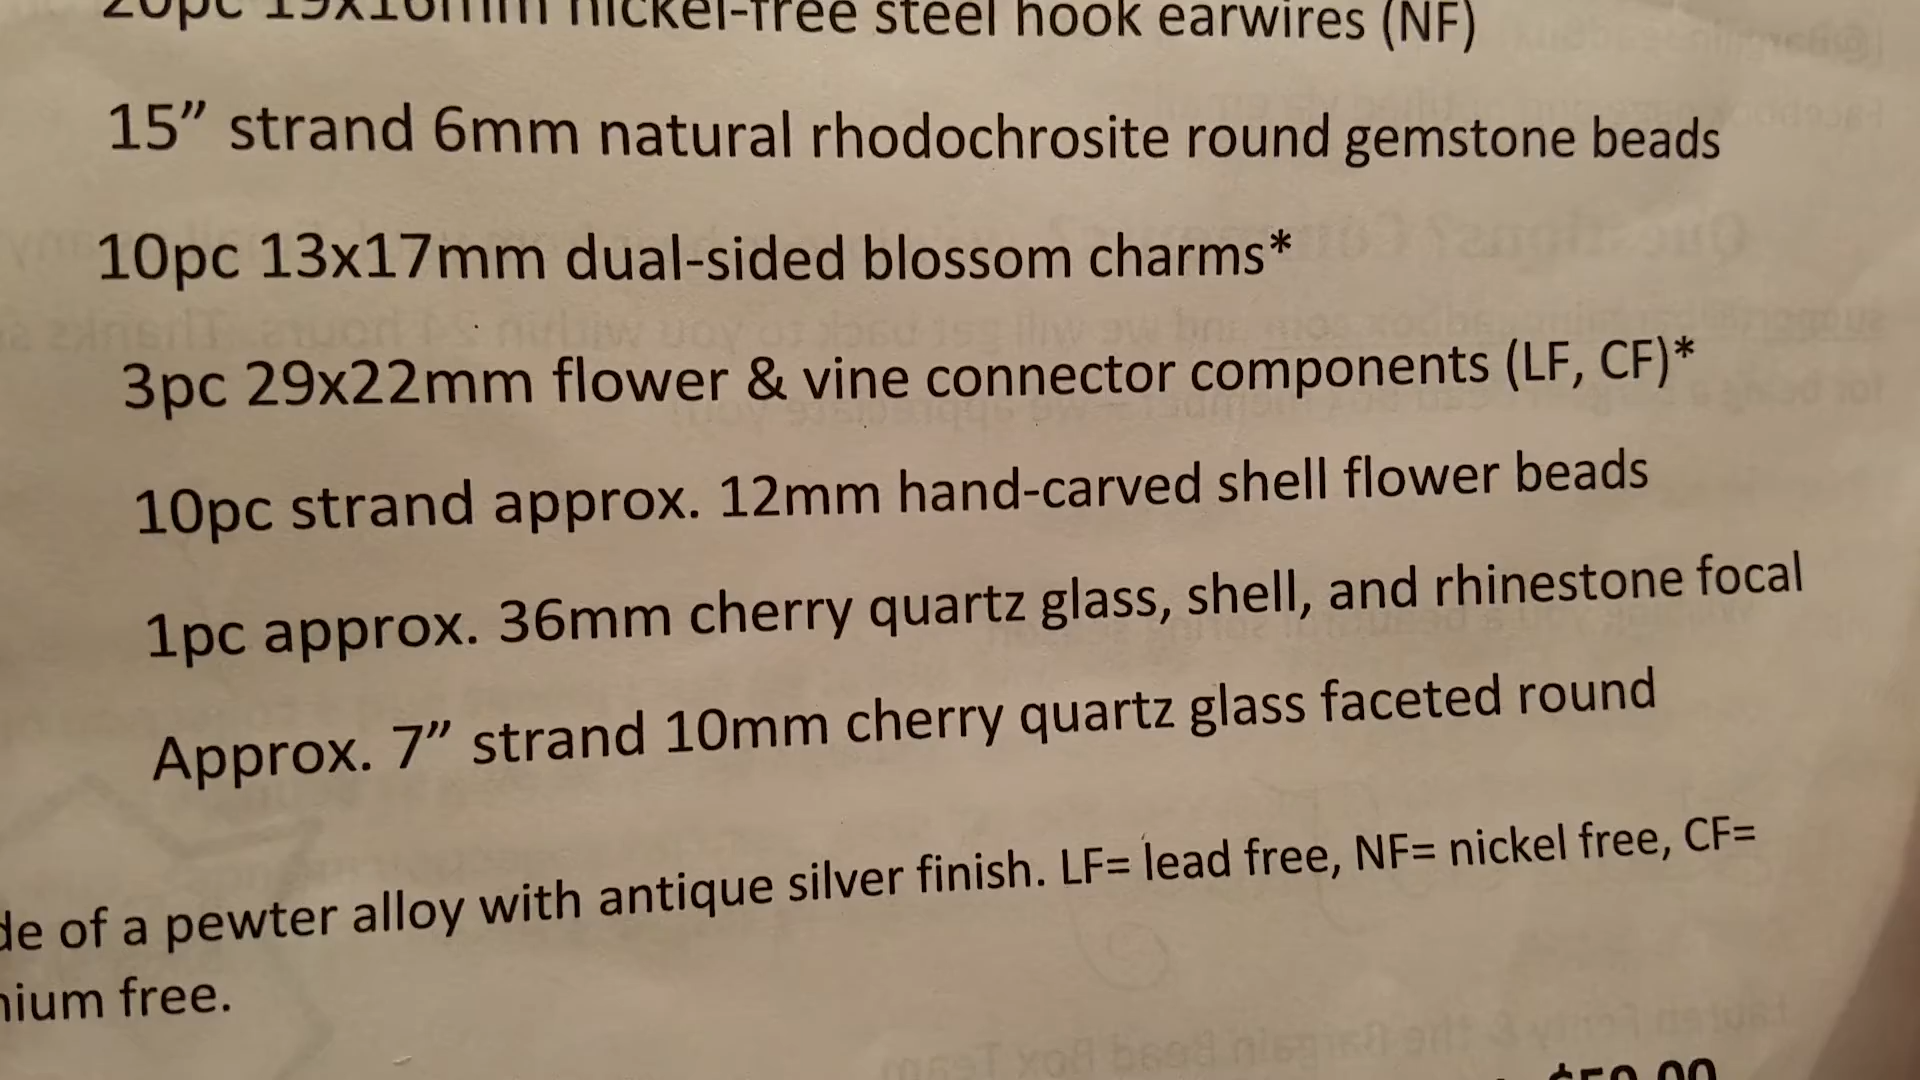 20pc 19x16mm nickel-free steel hook earwires (NF)
15” strand 6mm natural rhodochrosite round gemstone beads
10pc 13x17mm dual-sided blossom charms*
3pc 29x22mm flower & vine connector components (LF, CF)*
10pc strand approx. 12mm hand-carved shell flower beads
1pc approx. 36mm cherry quartz glass, shell, and rhinestone focal
Approx. 7” strand 10mm cherry quartz glass faceted round
of a pewter alloy with antique silver finish. LF= lead free, NF= nickel free, CF=
free.